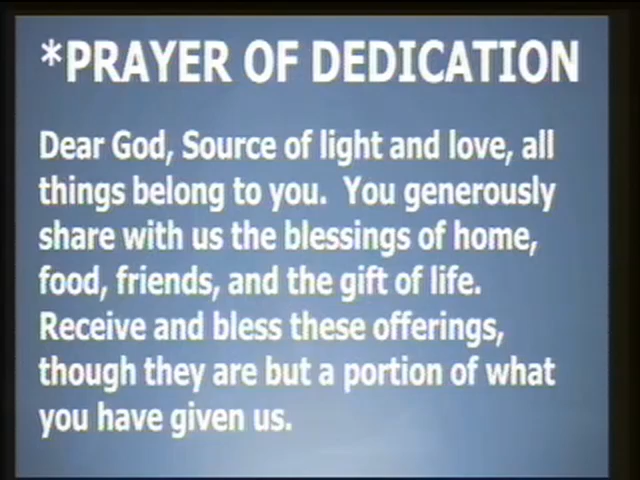 *PRAYER OF DEDICATION
Dear God, Source of light and love, all
things belong to you.  You generously
share with us the blessings of home,
food, friends, and the gift of life.
Receive and bless these offerings,
though they are but a portion of what
you have given us.